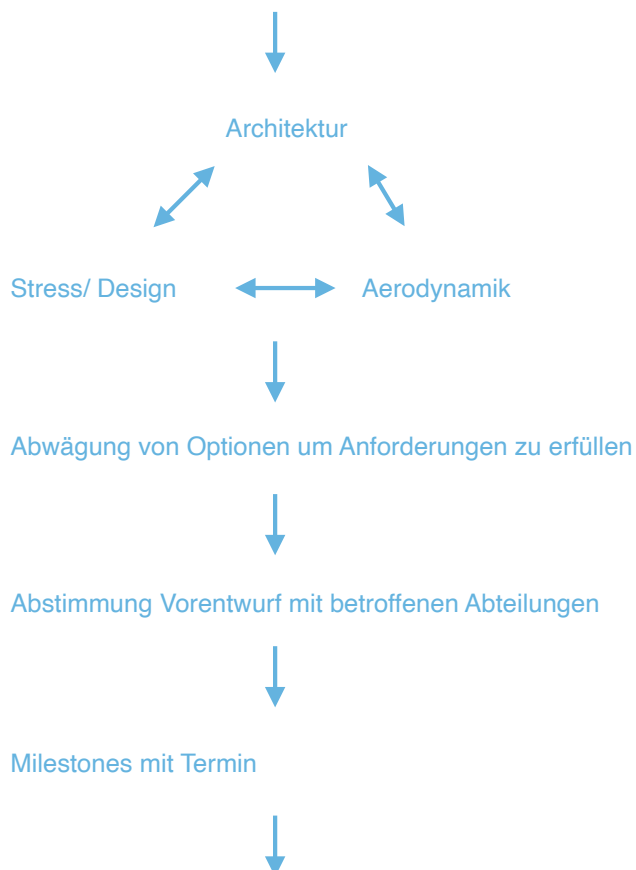 Architektur
Stress/ Design
Aerodynamik
Abwägung von Optionen um Anforderungen zu erfüllen
Abstimmung Vorentwurf mit betroffenen Abteilungen
Milestones mit Termin